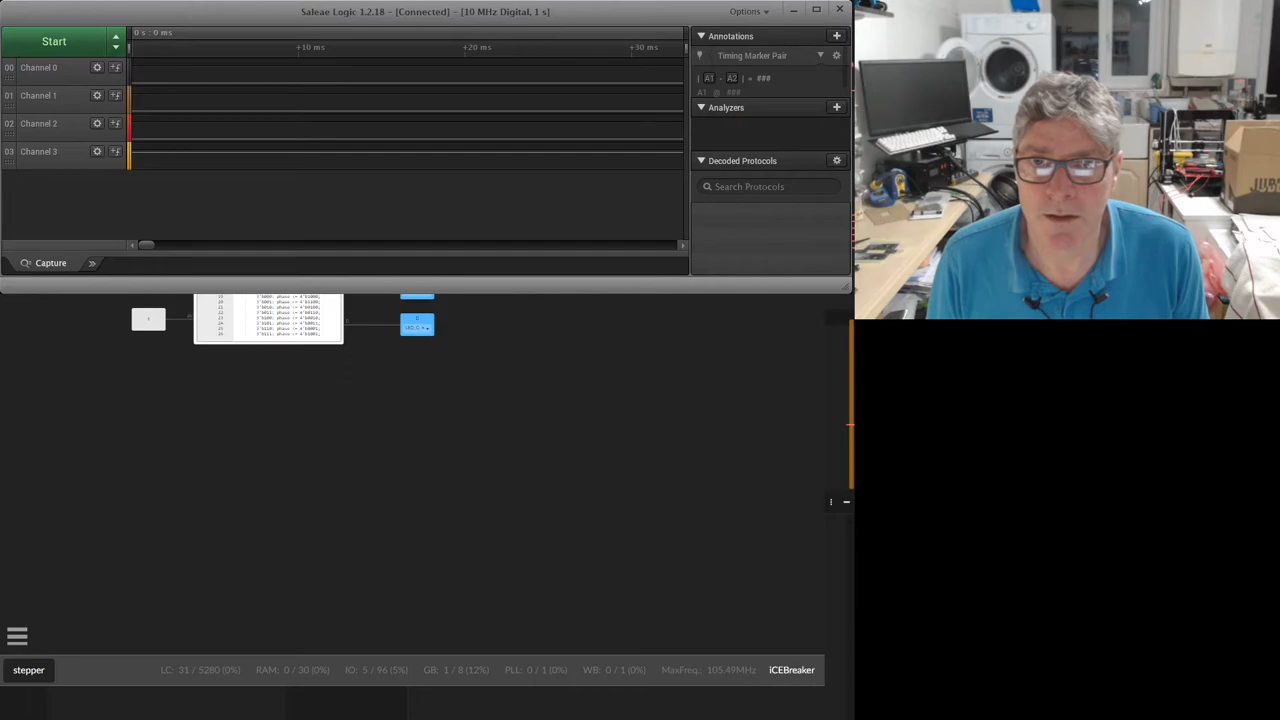 Saleae Logic 1.2.18 – [Connected] – [10 MHz Digital, 1 s]
Options
Start
0 s : 0 ms
+10 ms
+20 ms
+30 ms
00 Channel 0
01 Channel 1
02 Channel 2
03 Channel 3
Annotations
Timing Marker Pair
| A1 - A2 | = ###
A1 @ ###
Analyzers
Decoded Protocols
Search Protocols
Capture
stepper
LC: 31 / 5280 (0%)
RAM: 0 / 30 (0%)
IO: 5 / 96 (5%)
GB: 1 / 8 (12%)
PLL: 0 / 1 (0%)
WB: 0 / 1 (0%)
MaxFreq.: 105.49MHz
iCEBreaker